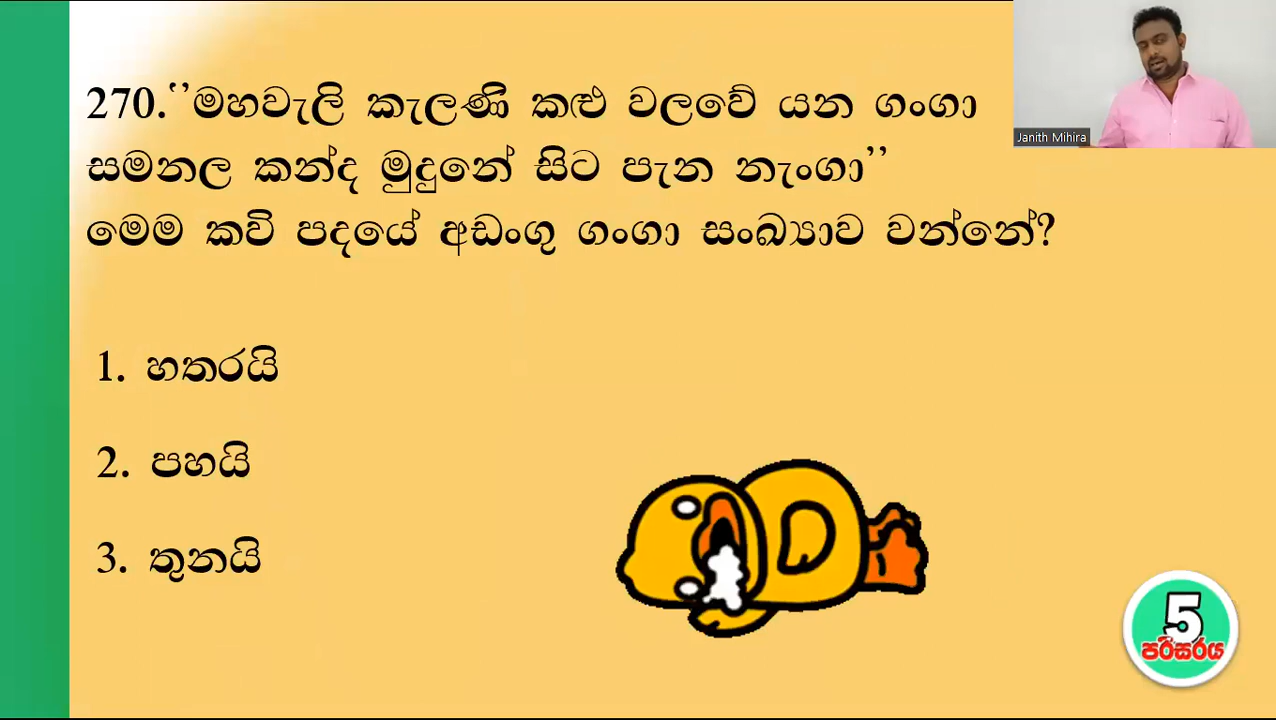 270.‘‘මහවැලි කැලණි කළු වලවේ යන ගංගා
සමනල කන්ද මුදුනේ සිට පැන නැංගා’’
මෙම කවි පදයේ අඩංගු ගංගා සංඛ්‍යාව වන්නේ?
1. හතරයි
2. පහයි
3. තුනයි
Janith Mihira
5
පරිසරය